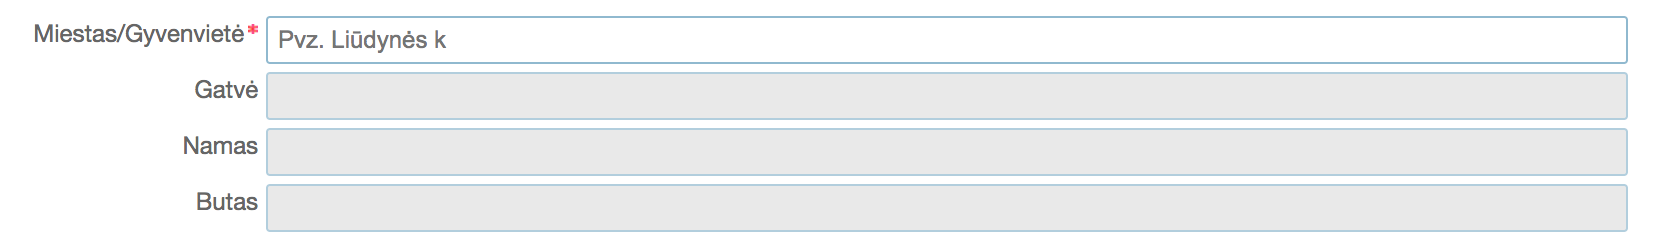 Miestas/Gyvenvietė* Pvz. Liūdynės k
Gatvė
Namas
Butas